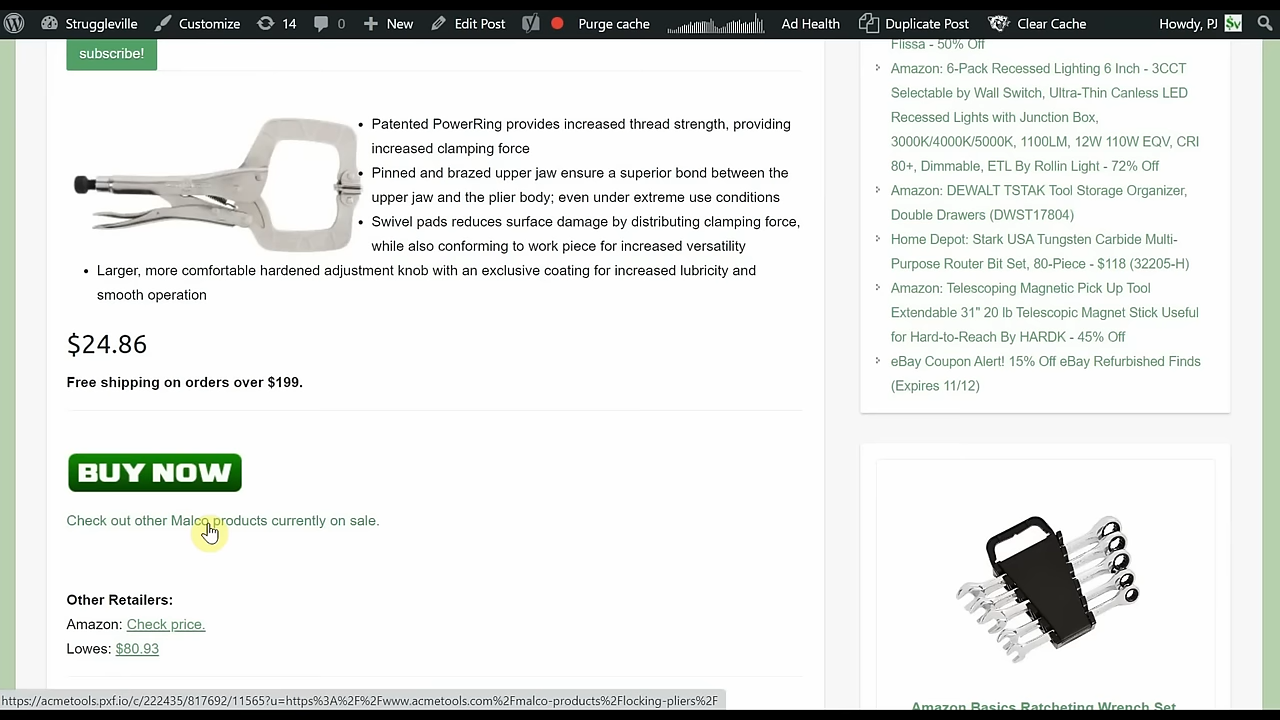 Struggleville Customize 14 0 New Edit Post Purge cache Ad Health Duplicate Post Clear Cache Howdy, PJ
subscribe!
• Patented PowerRing provides increased thread strength, providing
increased clamping force
• Pinned and brazed upper jaw ensure a superior bond between the
upper jaw and the plier body; even under extreme use conditions
• Swivel pads reduces surface damage by distributing clamping force,
while also conforming to work piece for increased versatility
• Larger, more comfortable hardened adjustment knob with an exclusive coating for increased lubricity and
smooth operation
$24.86
Free shipping on orders over $199.
BUY NOW
Check out other Malco products currently on sale.
Other Retailers:
Amazon: Check price.
Lowes: $80.93
Flissa - 50% Off
Amazon: 6-Pack Recessed Lighting 6 Inch - 3CCT
Selectable by Wall Switch, Ultra-Thin Canless LED
Recessed Lights with Junction Box,
3000K/4000K/5000K, 1100LM, 12W 110W EQV, CRI
80+, Dimmable, ETL By Rollin Light - 72% Off
Amazon: DEWALT TSTAK Tool Storage Organizer,
Double Drawers (DWST17804)
Home Depot: Stark USA Tungsten Carbide Multi-
Purpose Router Bit Set, 80-Piece - $118 (32205-H)
Amazon: Telescoping Magnetic Pick Up Tool
Extendable 31" 20 lb Telescopic Magnet Stick Useful
for Hard-to-Reach By HARDK - 45% Off
eBay Coupon Alert! 15% Off eBay Refurbished Finds
(Expires 11/12)
Amazon Basics Ratcheting Wrench Set
https://acmetools.pxf.io/c/222435/817692/11565?u=https%3A%2F%2Fwww.acmetools.com%2Fmalco-products%2Flocking-pliers%2F